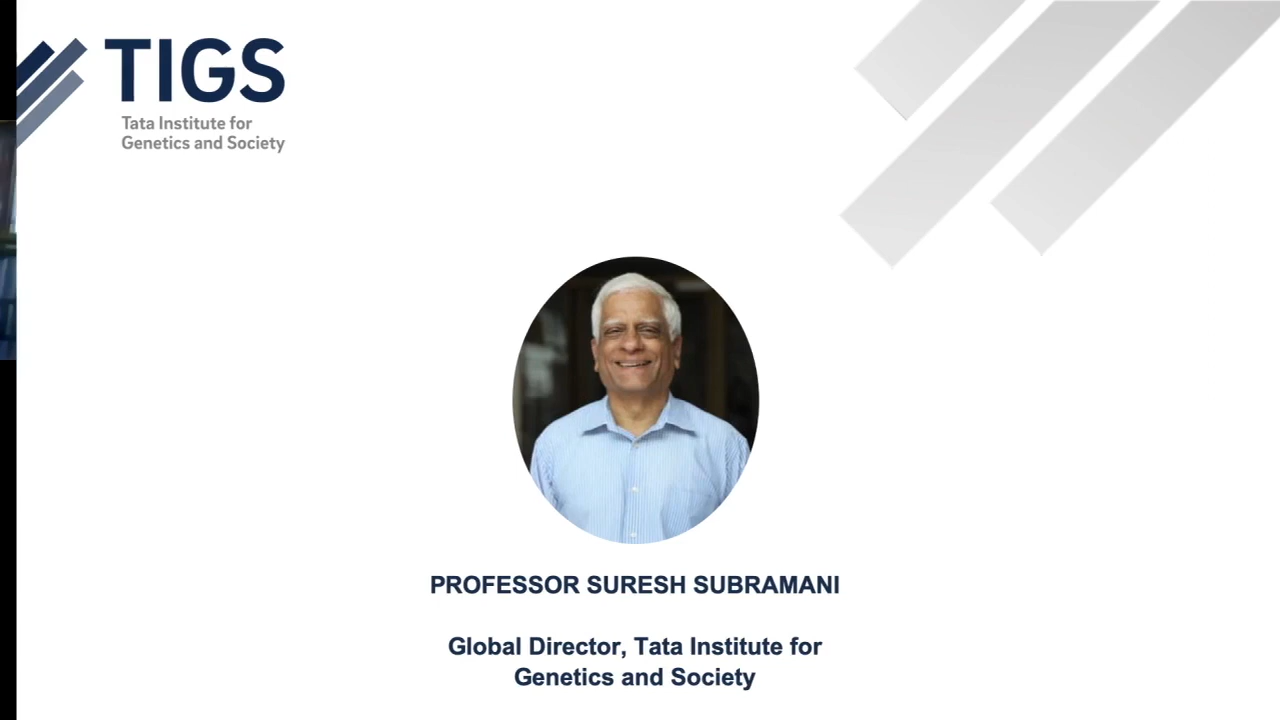 TIGS
Tata Institute for
Genetics and Society
PROFESSOR SURESH SUBRAMANI
Global Director, Tata Institute for
Genetics and Society